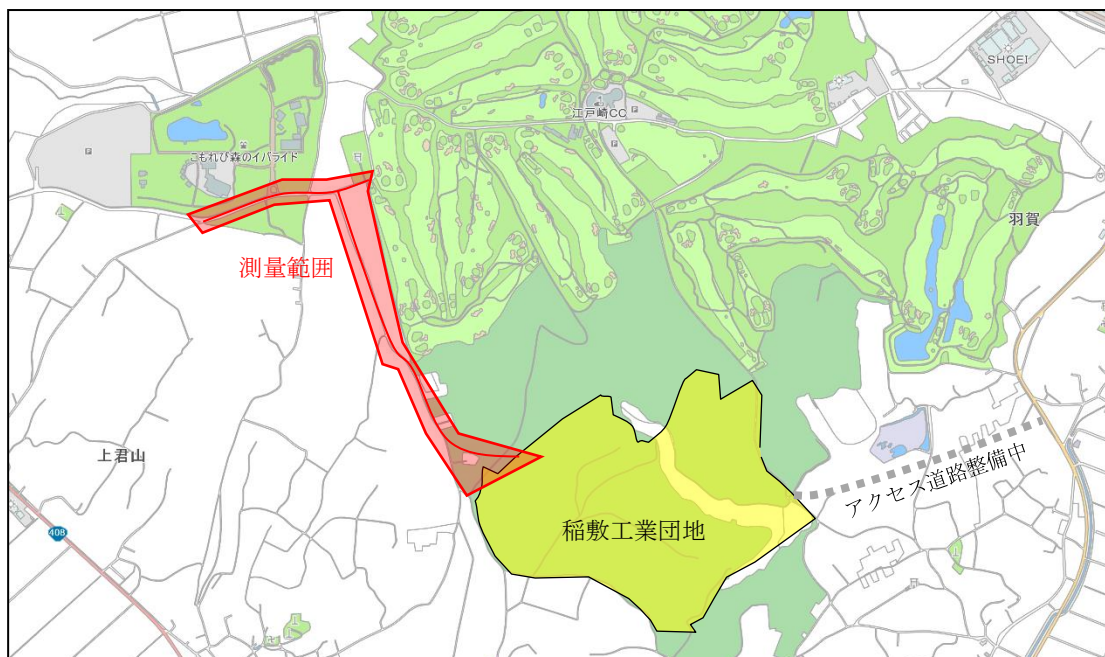 SHOEI
江戸崎CC
P
P
こもれび森のイバライド
羽賀
測量範囲
上君山
アクセス道路整備中
稲敷工業団地
408